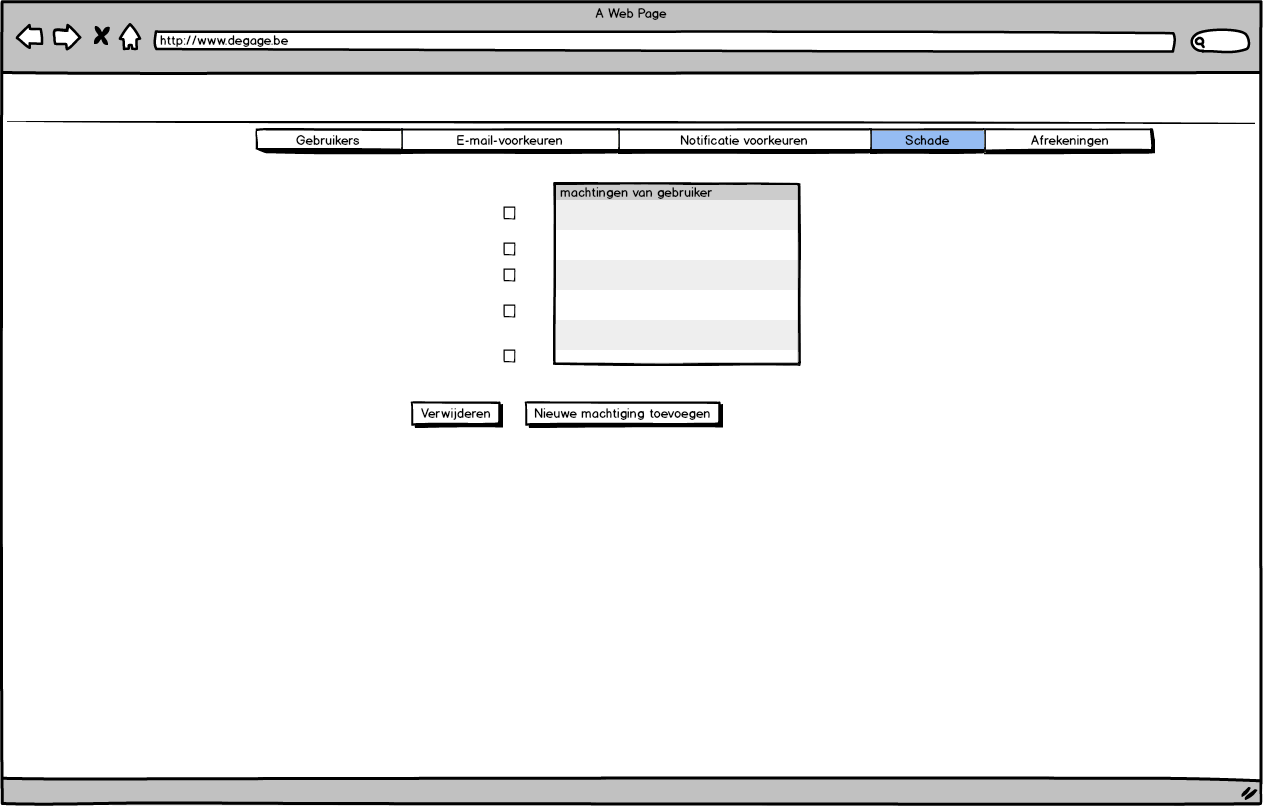 A Web Page
http://www.degage.be
Gebruikers E-mail-voorkeuren Notificatie voorkeuren Schade Afrekeningen
machtingen van gebruiker
Verwijderen Nieuwe machtiging toevoegen